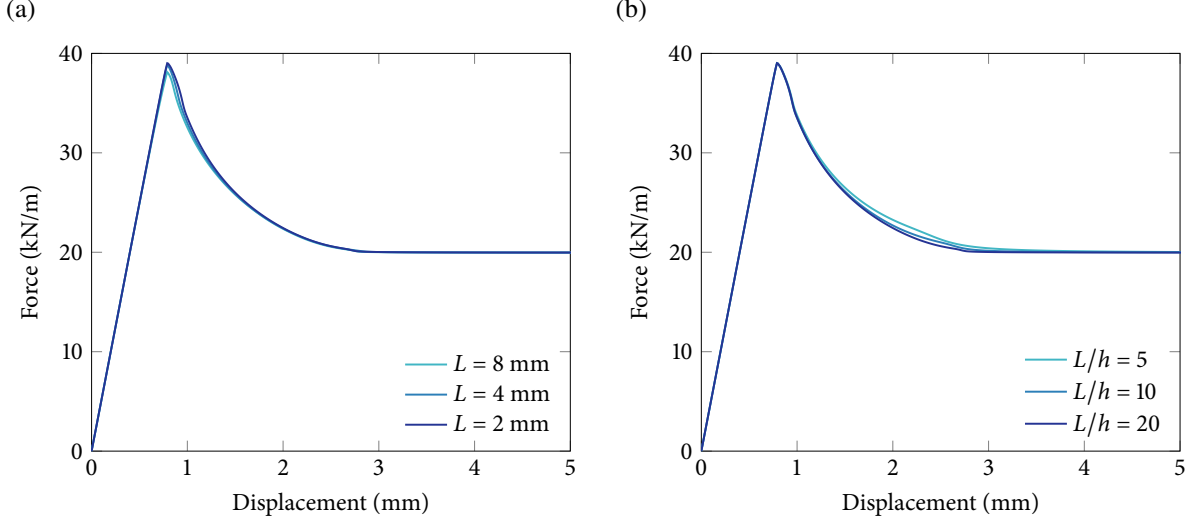 (a)
40
30
20
10
0
Force (kN/m)
L = 8 mm
L = 4 mm
L = 2 mm
0 1 2 3 4 5
Displacement (mm)
(b)
40
30
20
10
0
Force (kN/m)
L/h = 5
L/h = 10
L/h = 20
0 1 2 3 4 5
Displacement (mm)